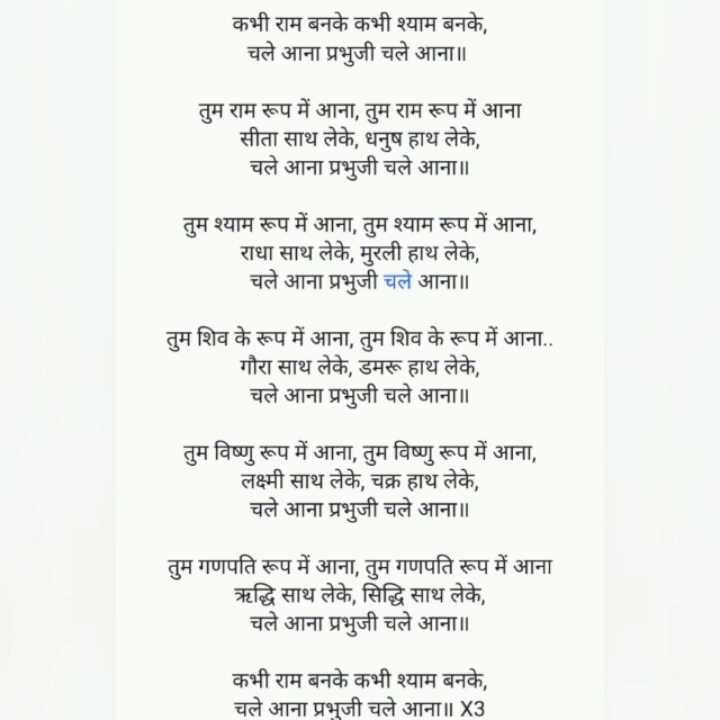 कभी राम बनके कभी श्याम बनके,
चले आना प्रभुजी चले आना॥
तुम राम रूप में आना, तुम राम रूप में आना
सीता साथ लेके, धनुष हाथ लेके,
चले आना प्रभुजी चले आना॥
तुम श्याम रूप में आना, तुम श्याम रूप में आना,
राधा साथ लेके, मुरली हाथ लेके,
चले आना प्रभुजी चले आना॥
तुम शिव के रूप में आना, तुम शिव के रूप में आना..
गौरा साथ लेके, डमरू हाथ लेके,
चले आना प्रभुजी चले आना॥
तुम विष्णु रूप में आना, तुम विष्णु रूप में आना,
लक्ष्मी साथ लेके, चक्र हाथ लेके,
चले आना प्रभुजी चले आना॥
तुम गणपति रूप में आना, तुम गणपति रूप में आना
ऋद्धि साथ लेके, सिद्धि साथ लेके,
चले आना प्रभुजी चले आना॥
कभी राम बनके कभी श्याम बनके,
चले आना प्रभुजी चले आना॥ X3